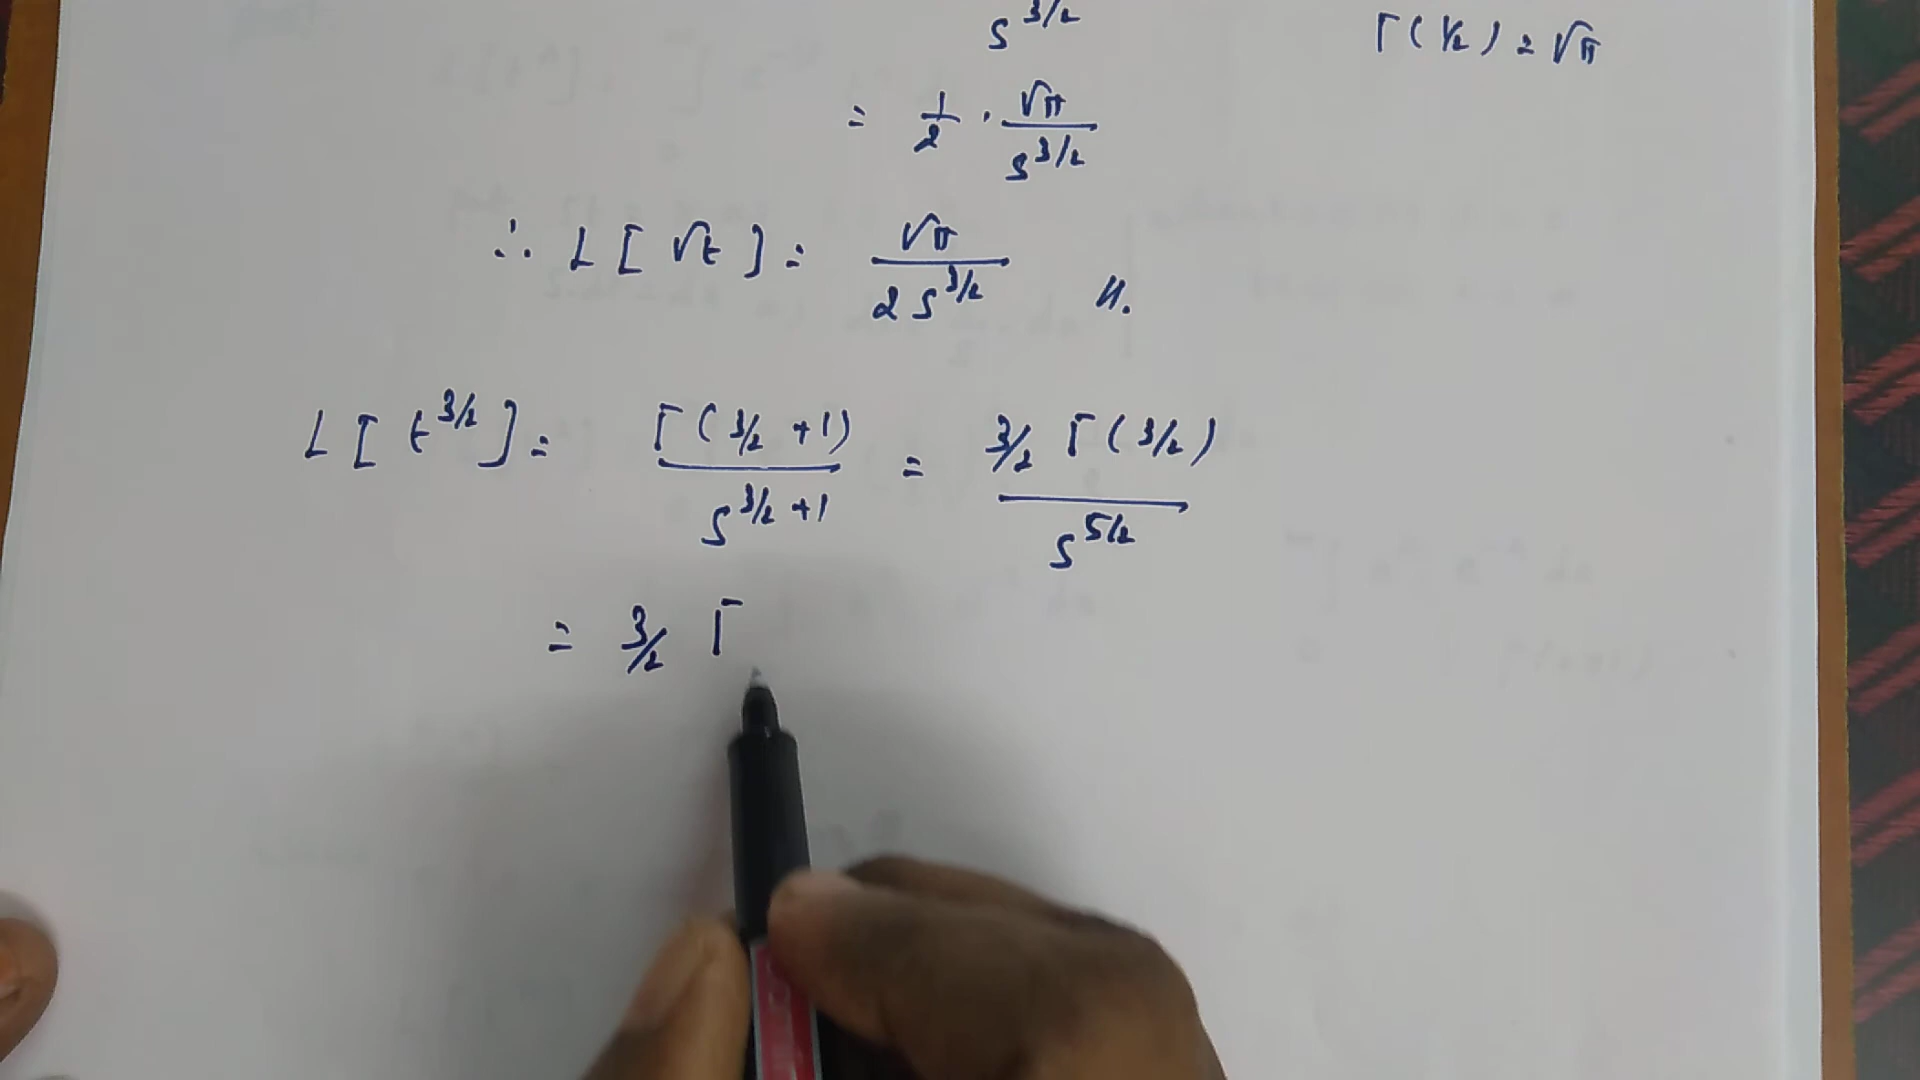 s^3/2 Γ(1/2) = √π
= 1/2 · √π / s^3/2
∴ L[√t] = √π / 2s^3/2 //.
L[t^3/2] = Γ(3/2 +1) / s^3/2 +1 = 3/2 Γ(3/2) / s^5/2
= 3/2 Γ